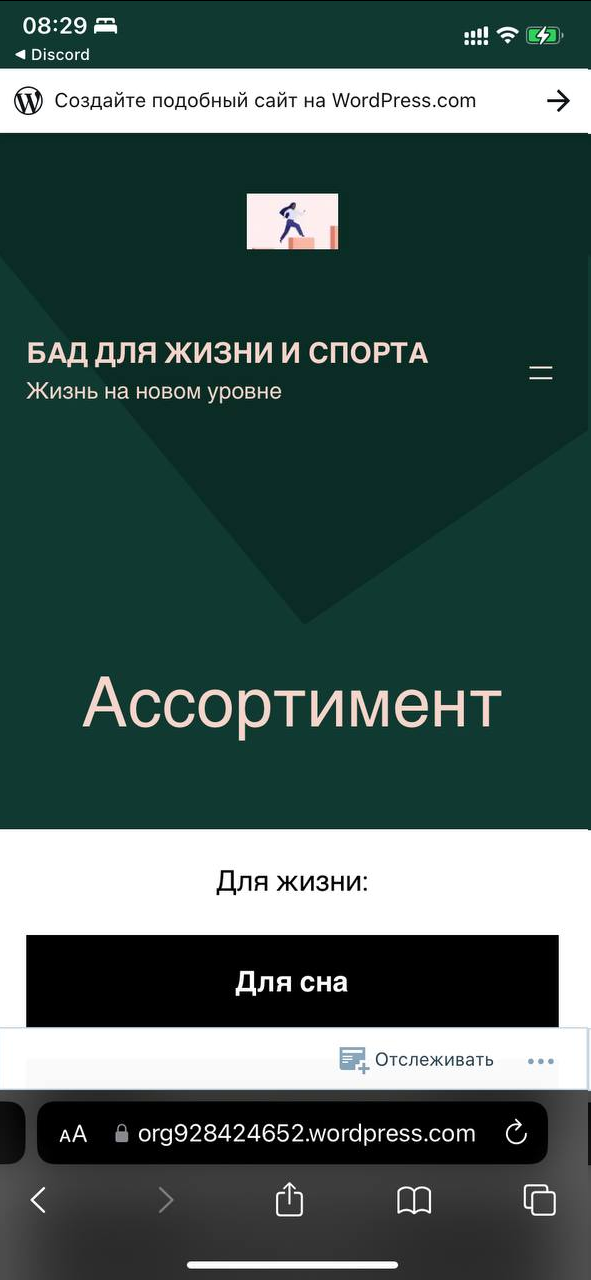 08:29
◀ Discord
Создайте подобный сайт на WordPress.com
БАД ДЛЯ ЖИЗНИ И СПОРТА
Жизнь на новом уровне
Ассортимент
Для жизни:
Для сна
Отслеживать
AA org928424652.wordpress.com